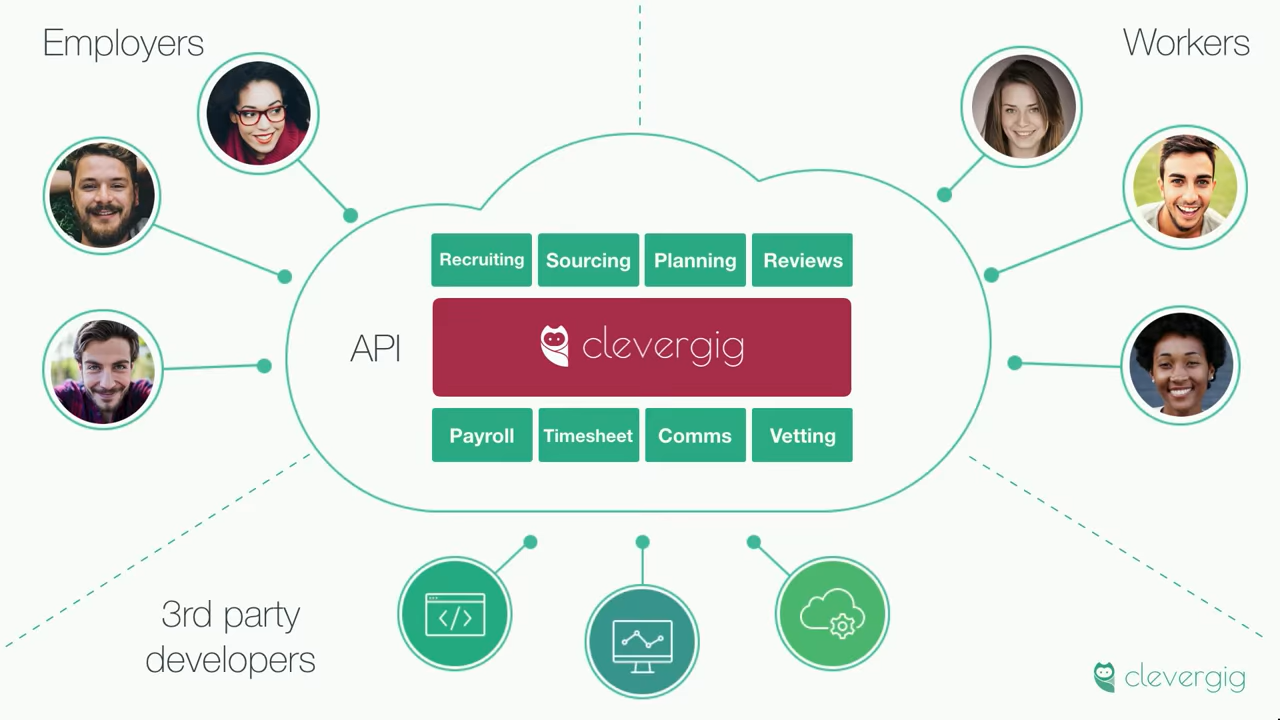 Employers
Workers
Recruiting
Sourcing
Planning
Reviews
API
clevergig
Payroll
Timesheet
Comms
Vetting
</>
3rd party
developers
clevergig